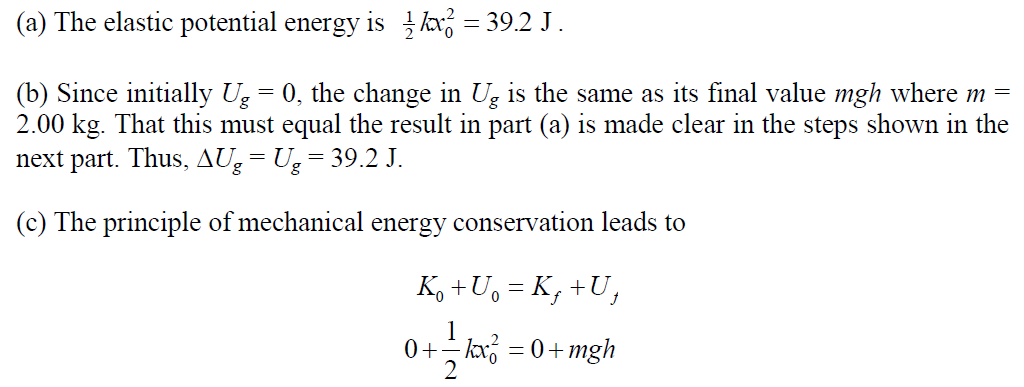 (a) The elastic potential energy is ½kx₀² = 39.2 J.
(b) Since initially U_g = 0, the change in U_g is the same as its final value mgh where m =
2.00 kg. That this must equal the result in part (a) is made clear in the steps shown in the
next part. Thus, ΔU_g = U_g = 39.2 J.
(c) The principle of mechanical energy conservation leads to
K₀ + U₀ = K_f + U_f
0 + 1/2 kx₀² = 0 + mgh